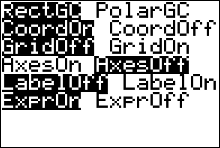 RectGC PolarGC
CoordOn CoordOff
GridOff GridOn
AxesOn AxesOff
LabelOff LabelOn
ExprOn ExprOff